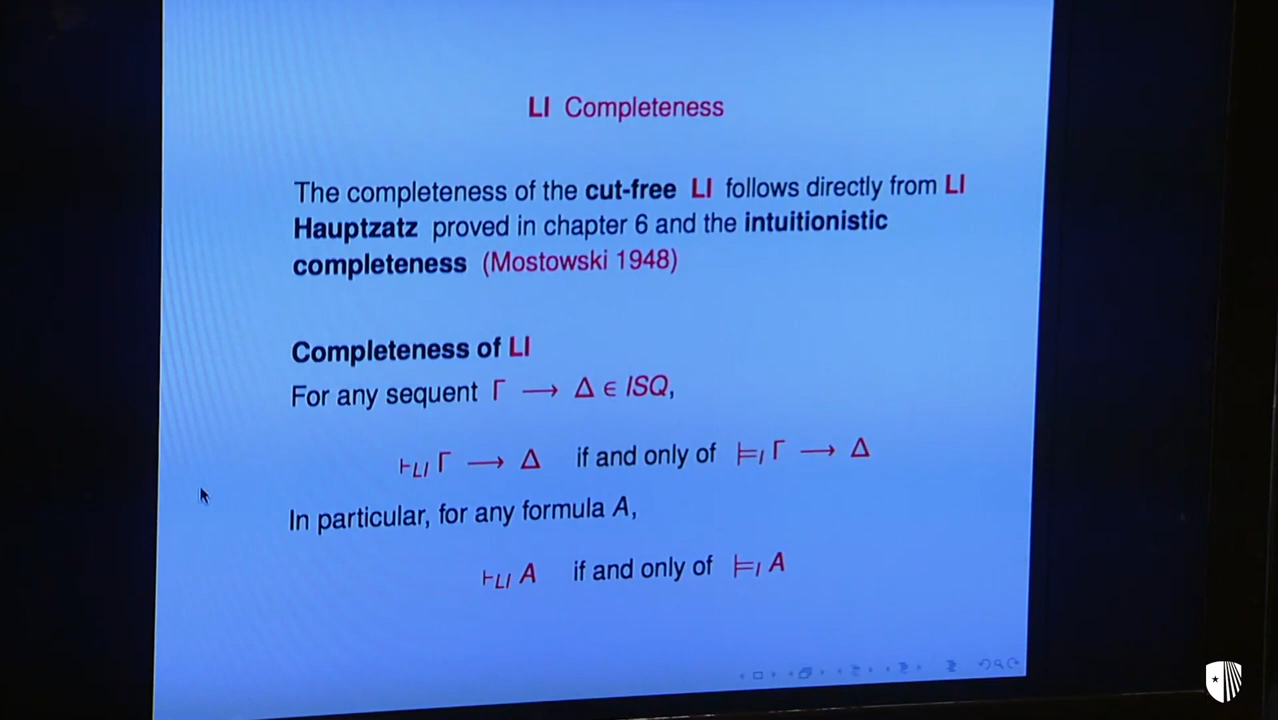 LI Completeness
The completeness of the cut-free LI follows directly from LI
Hauptzatz proved in chapter 6 and the intuitionistic
completeness (Mostowski 1948)
Completeness of LI
For any sequent Γ ⟶ Δ ∈ ISQ,
⊢LI Γ ⟶ Δ if and only of ⊨I Γ ⟶ Δ
In particular, for any formula A,
⊢LI A if and only of ⊨I A